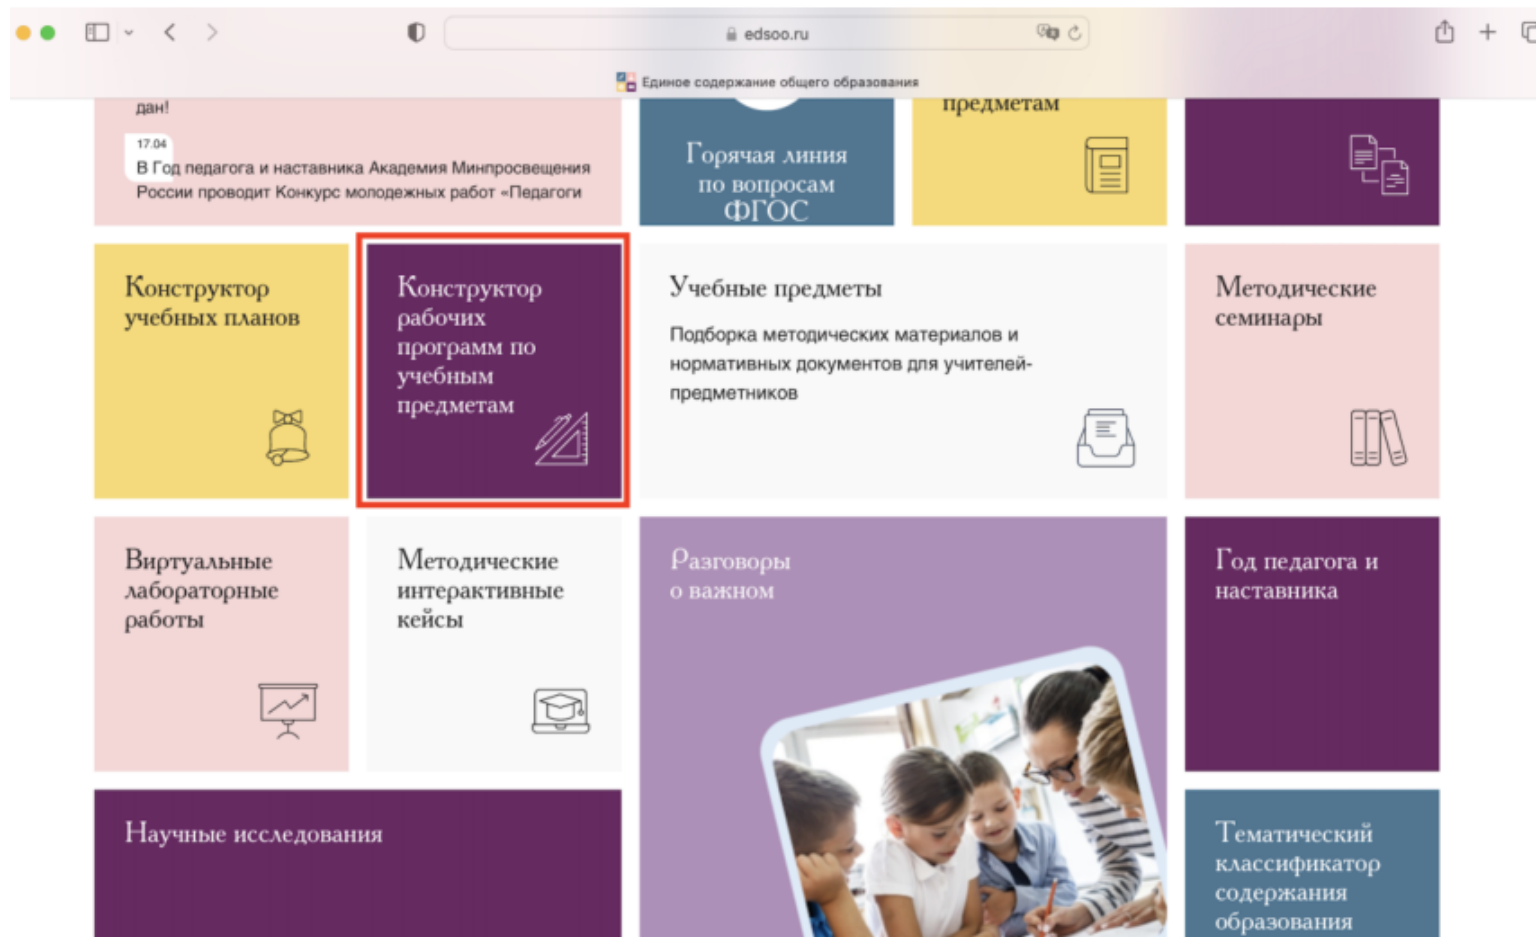 edsoo.ru
Единое содержание общего образования
дан!
17.04
В Год педагога и наставника Академия Минпросвещения
России проводит Конкурс молодежных работ «Педагоги
Горячая линия
по вопросам
ФГОС
предметам
Конструктор
учебных планов
Конструктор
рабочих
программ по
учебным
предметам
Учебные предметы
Подборка методических материалов и
нормативных документов для учителей-
предметников
Методические
семинары
Виртуальные
лабораторные
работы
Методические
интерактивные
кейсы
Разговоры
о важном
Год педагога и
наставника
Научные исследования
Тематический
классификатор
содержания
образования